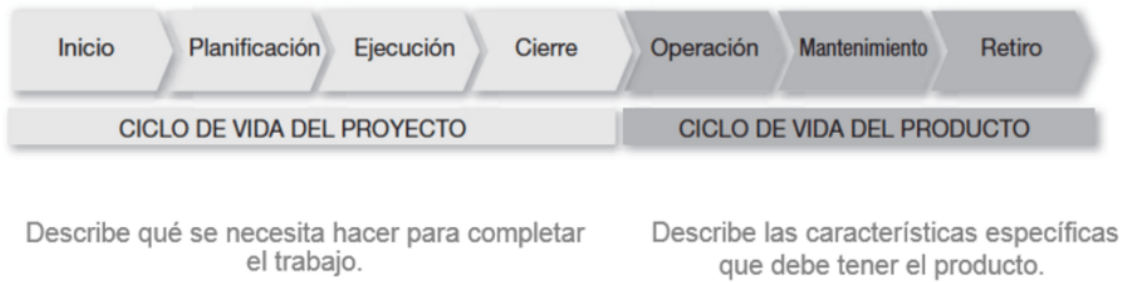 Inicio Planificación Ejecución Cierre Operación Mantenimiento Retiro
CICLO DE VIDA DEL PROYECTO CICLO DE VIDA DEL PRODUCTO
Describe qué se necesita hacer para completar
el trabajo.
Describe las características específicas
que debe tener el producto.